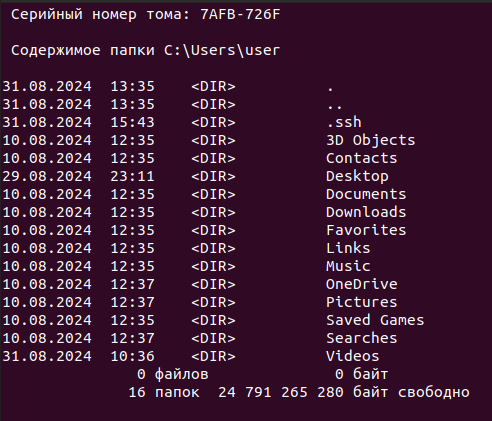 Серийный номер тома: 7AFB-726F
Содержимое папки C:\Users\user
31.08.2024  13:35    <DIR>          .
31.08.2024  13:35    <DIR>          ..
31.08.2024  15:43    <DIR>          .ssh
10.08.2024  12:35    <DIR>          3D Objects
10.08.2024  12:35    <DIR>          Contacts
29.08.2024  23:11    <DIR>          Desktop
10.08.2024  12:35    <DIR>          Documents
10.08.2024  12:35    <DIR>          Downloads
10.08.2024  12:35    <DIR>          Favorites
10.08.2024  12:35    <DIR>          Links
10.08.2024  12:35    <DIR>          Music
10.08.2024  12:37    <DIR>          OneDrive
10.08.2024  12:37    <DIR>          Pictures
10.08.2024  12:35    <DIR>          Saved Games
10.08.2024  12:37    <DIR>          Searches
31.08.2024  10:36    <DIR>          Videos
0 файлов              0 байт
16 папок  24 791 265 280 байт свободно